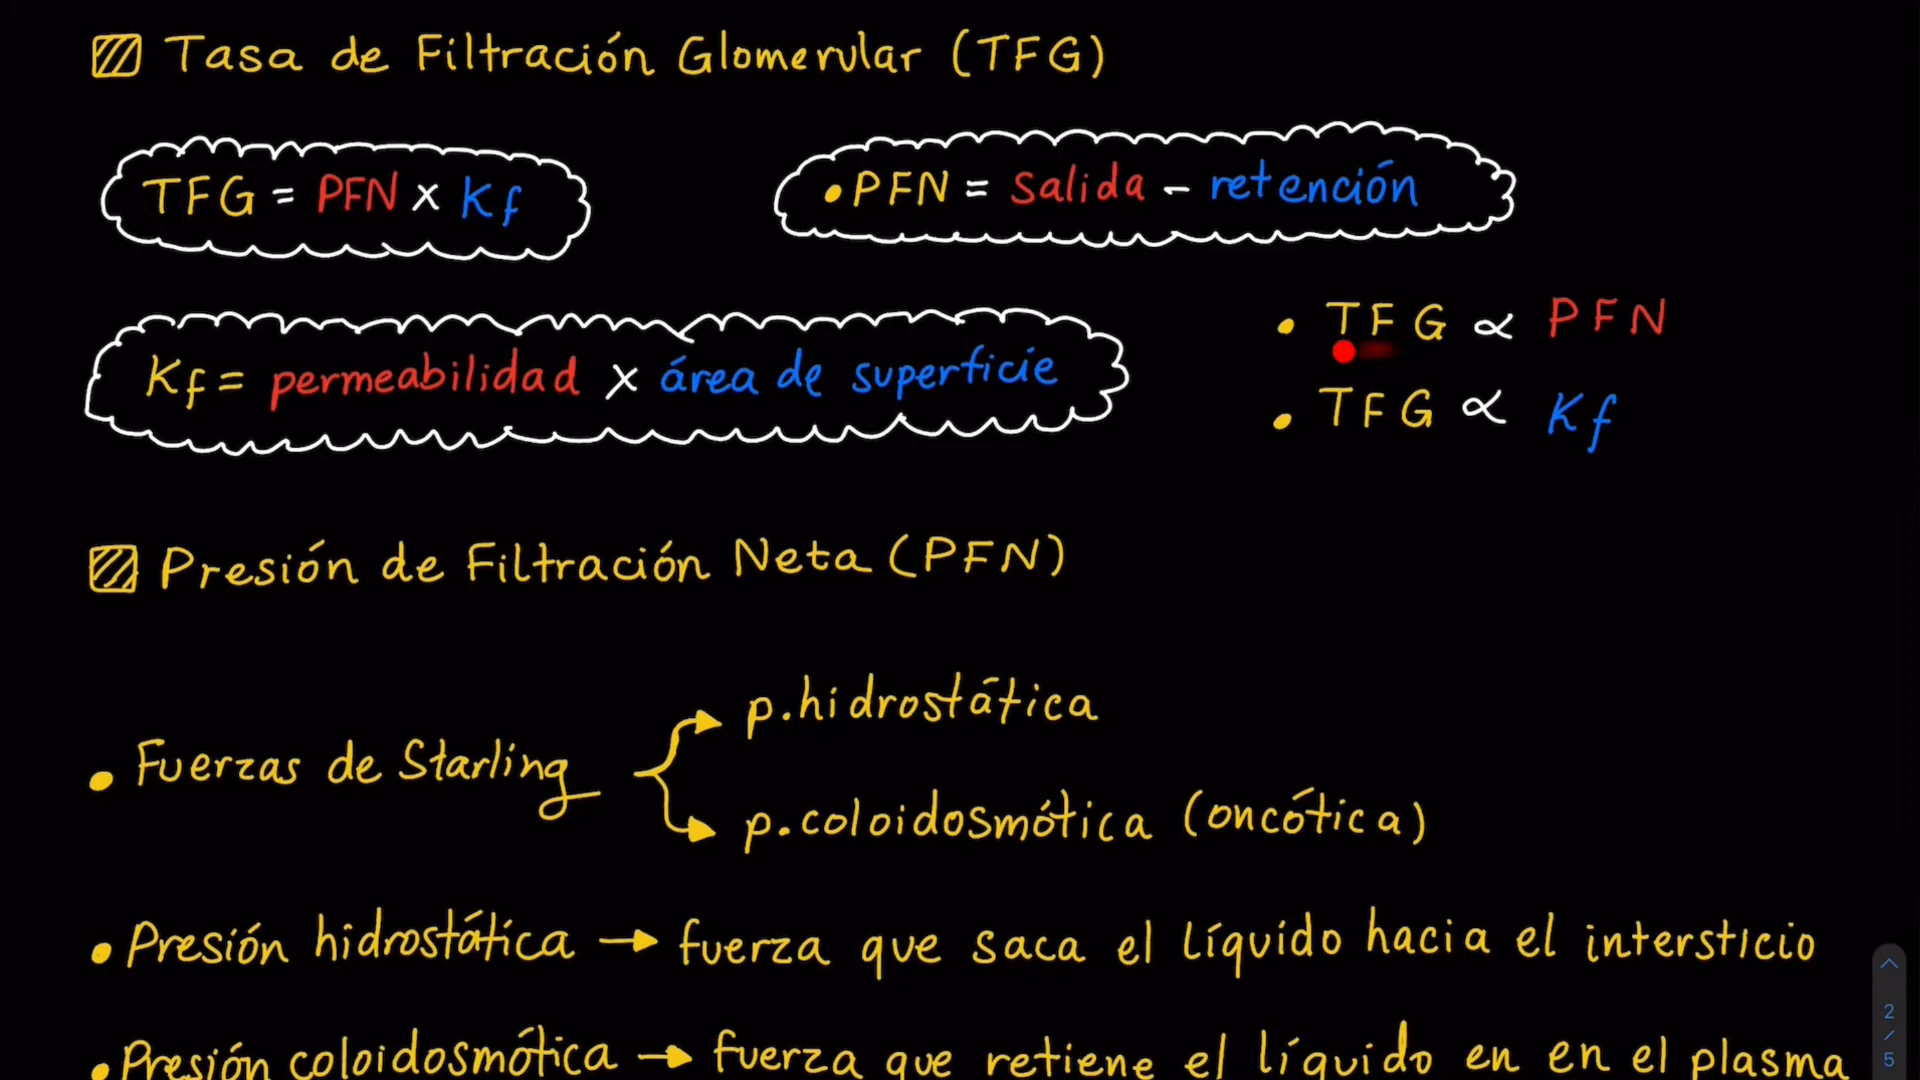 Tasa de Filtración Glomerular (TFG)
TFG = PFN x Kf
• PFN = Salida - retención
Kf = permeabilidad x área de superficie
• TFG ∝ PFN
• TFG ∝ Kf
Presión de Filtración Neta (PFN)
• Fuerzas de Starling
p.hidrostática
p.coloidosmótica (oncótica)
• Presión hidrostática → fuerza que saca el líquido hacia el intersticio
• Presión coloidosmótica → fuerza que retiene el líquido en en el plasma
2
/
5